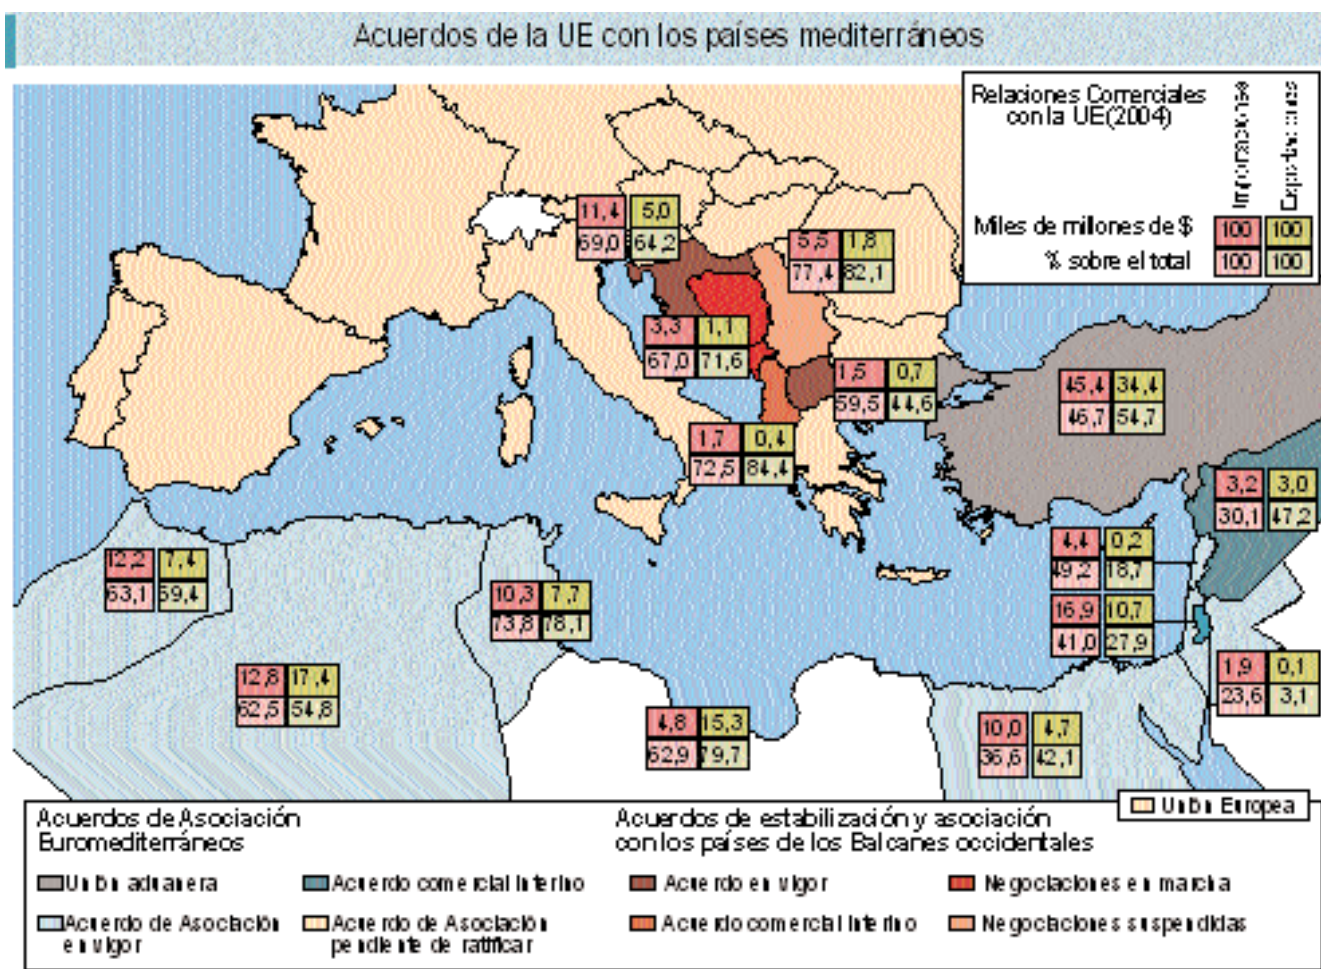 Acuerdos de la UE con los países mediterráneos
Relaciones Comerciales
con la UE(2004)
Importaciones
Exportaciones
Miles de millones de $
100 100
% sobre el total
100 100
11,4 5,0
69,0 64,2
5,5 1,8
77,4 82,1
3,3 1,1
67,0 71,6
1,5 0,7
59,5 44,6
45,4 34,4
46,7 54,7
1,7 0,4
72,5 84,4
3,2 3,0
30,1 47,2
4,4 0,2
49,2 18,7
12,2 7,4
63,1 69,4
10,3 7,7
73,8 78,1
16,9 10,7
41,0 27,9
1,9 0,1
23,6 3,1
12,8 17,4
62,5 54,8
4,8 15,3
62,9 79,7
10,0 4,7
36,6 42,1
Unión Europea
Acuerdos de Asociación
Euromediterráneos
Unión aduanera
Acuerdo comercial interino
Acuerdo de Asociación
en vigor
Acuerdo de Asociación
pendiente de ratificar
Acuerdos de estabilización y asociación
con los países de los Balcanes occidentales
Acuerdo en vigor
Negociaciones en marcha
Acuerdo comercial interino
Negociaciones suspendidas